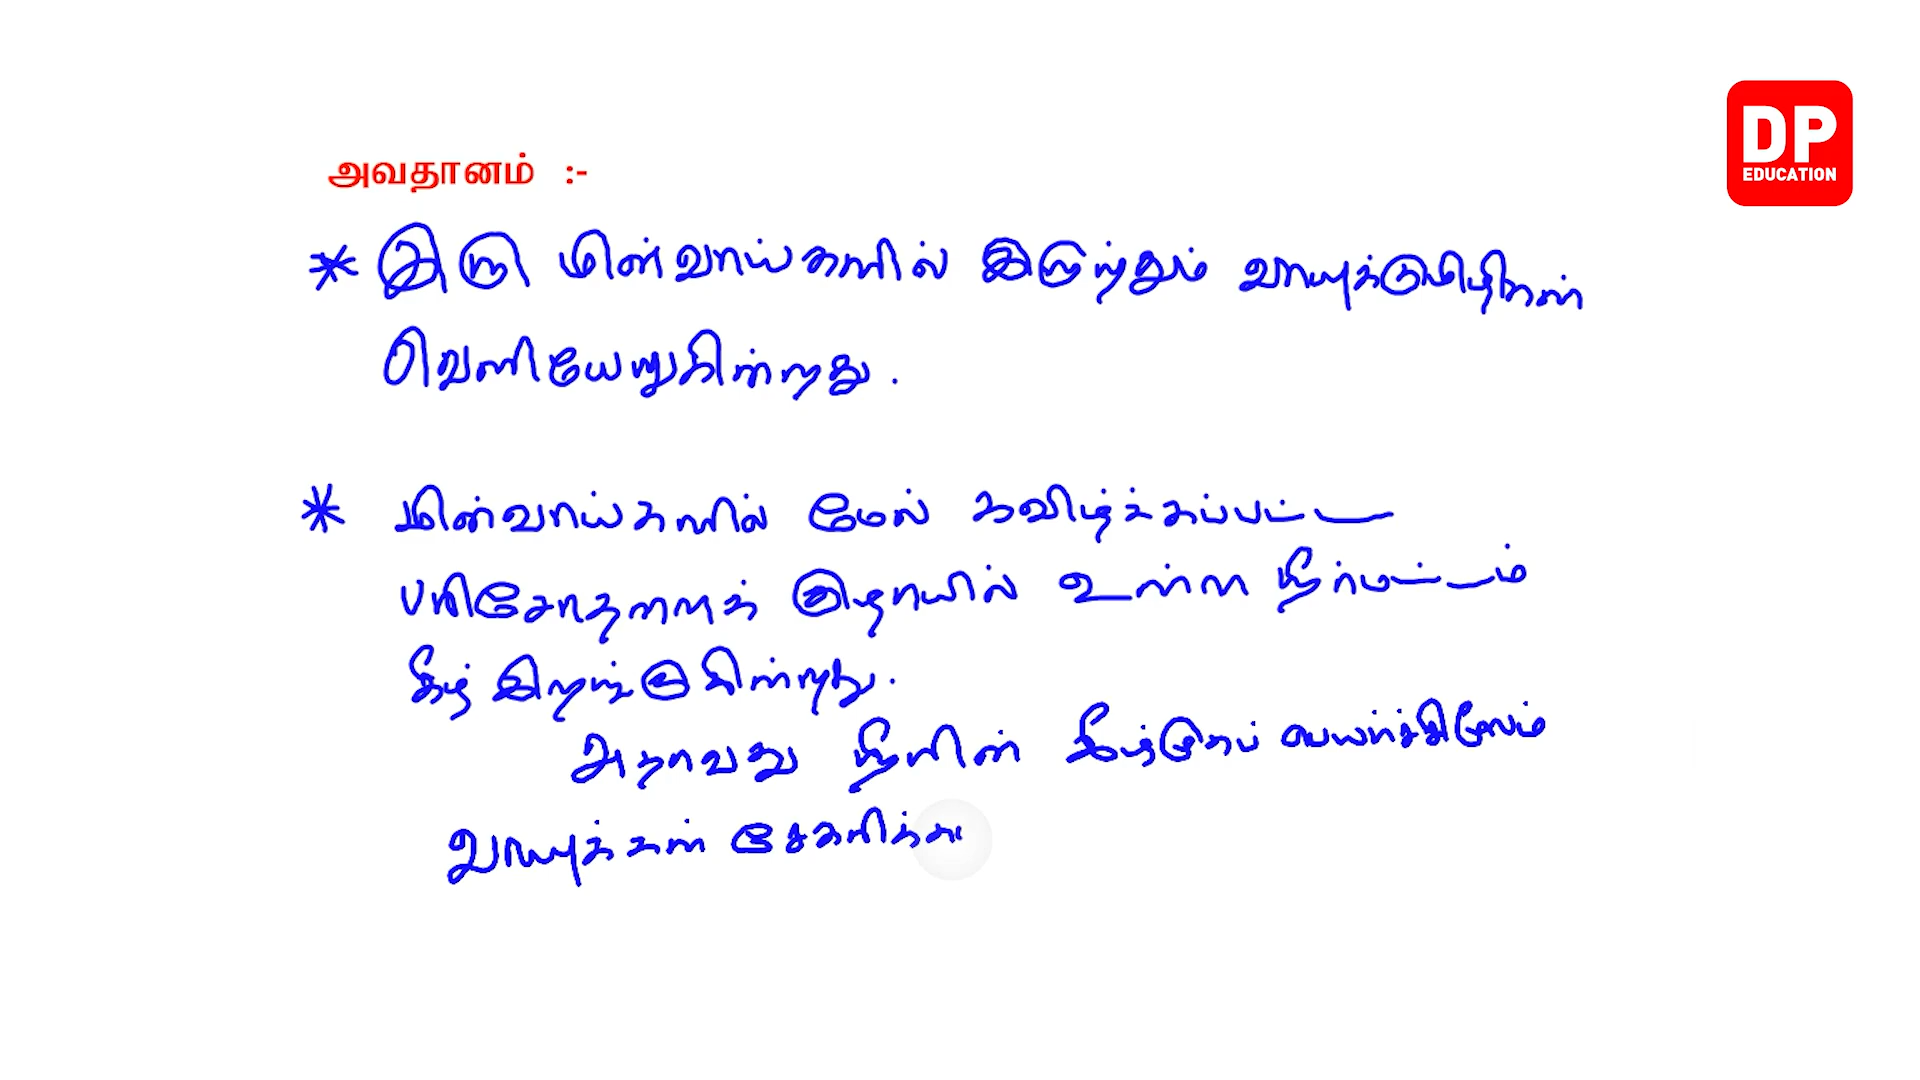 DP
EDUCATION
அவதானம் :-
* இரு மின்வாய்களில் இருந்தும் வாயுக்குமிழிகள்
வெளியேறுகின்றது.
* மின்வாய்களில் மேல் கவிழ்க்கப்பட்ட
பரிசோதனைக் குழாயில் உள்ள நீர்மட்டம்
கீழ் இறங்குகின்றது.
அதாவது நீரின் கீழ்முகப் பெயர்ச்சிமூலம்
வாயுக்கள் சேகரிக்க